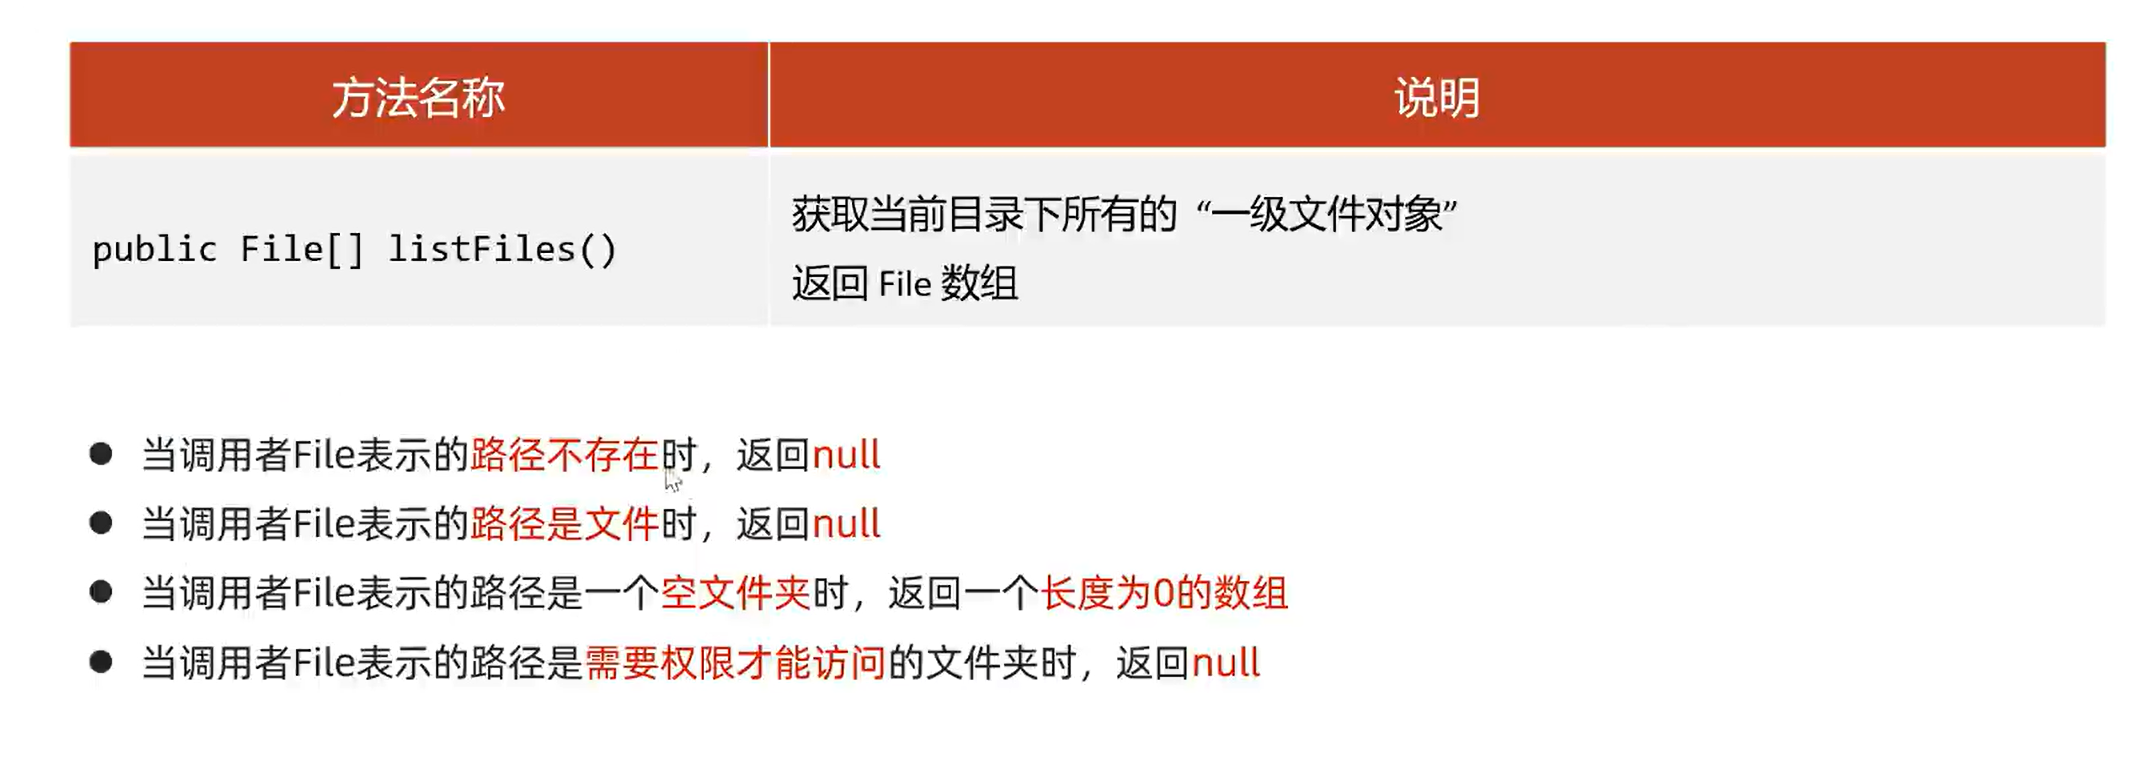 方法名称
说明
public File[] listFiles()
获取当前目录下所有的“一级文件对象”
返回 File 数组
● 当调用者File表示的路径不存在时，返回null
● 当调用者File表示的路径是文件时，返回null
● 当调用者File表示的路径是一个空文件夹时，返回一个长度为0的数组
● 当调用者File表示的路径是需要权限才能访问的文件夹时，返回null